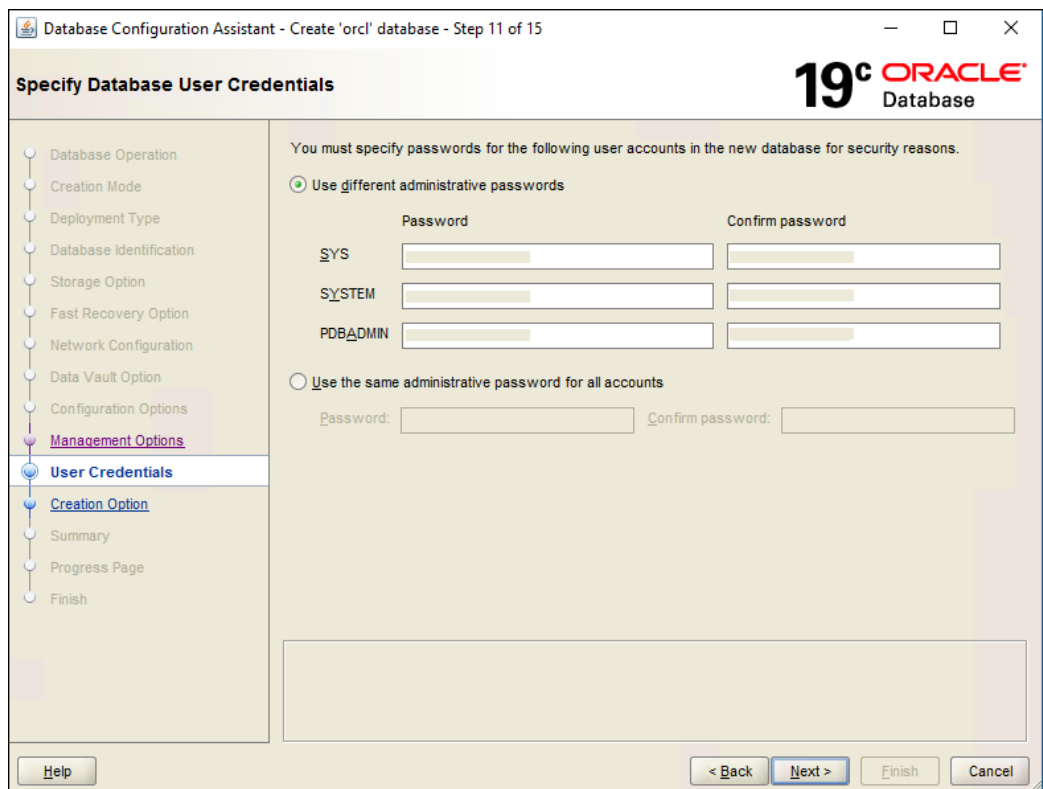 Database Configuration Assistant - Create 'orcl' database - Step 11 of 15
Specify Database User Credentials
19c ORACLE
Database
Database Operation
Creation Mode
Deployment Type
Database Identification
Storage Option
Fast Recovery Option
Network Configuration
Data Vault Option
Configuration Options
Management Options
User Credentials
Creation Option
Summary
Progress Page
Finish
You must specify passwords for the following user accounts in the new database for security reasons.
Use different administrative passwords
Password Confirm password
SYS
SYSTEM
PDBADMIN
Use the same administrative password for all accounts
Password: Confirm password:
Help < Back Next > Finish Cancel